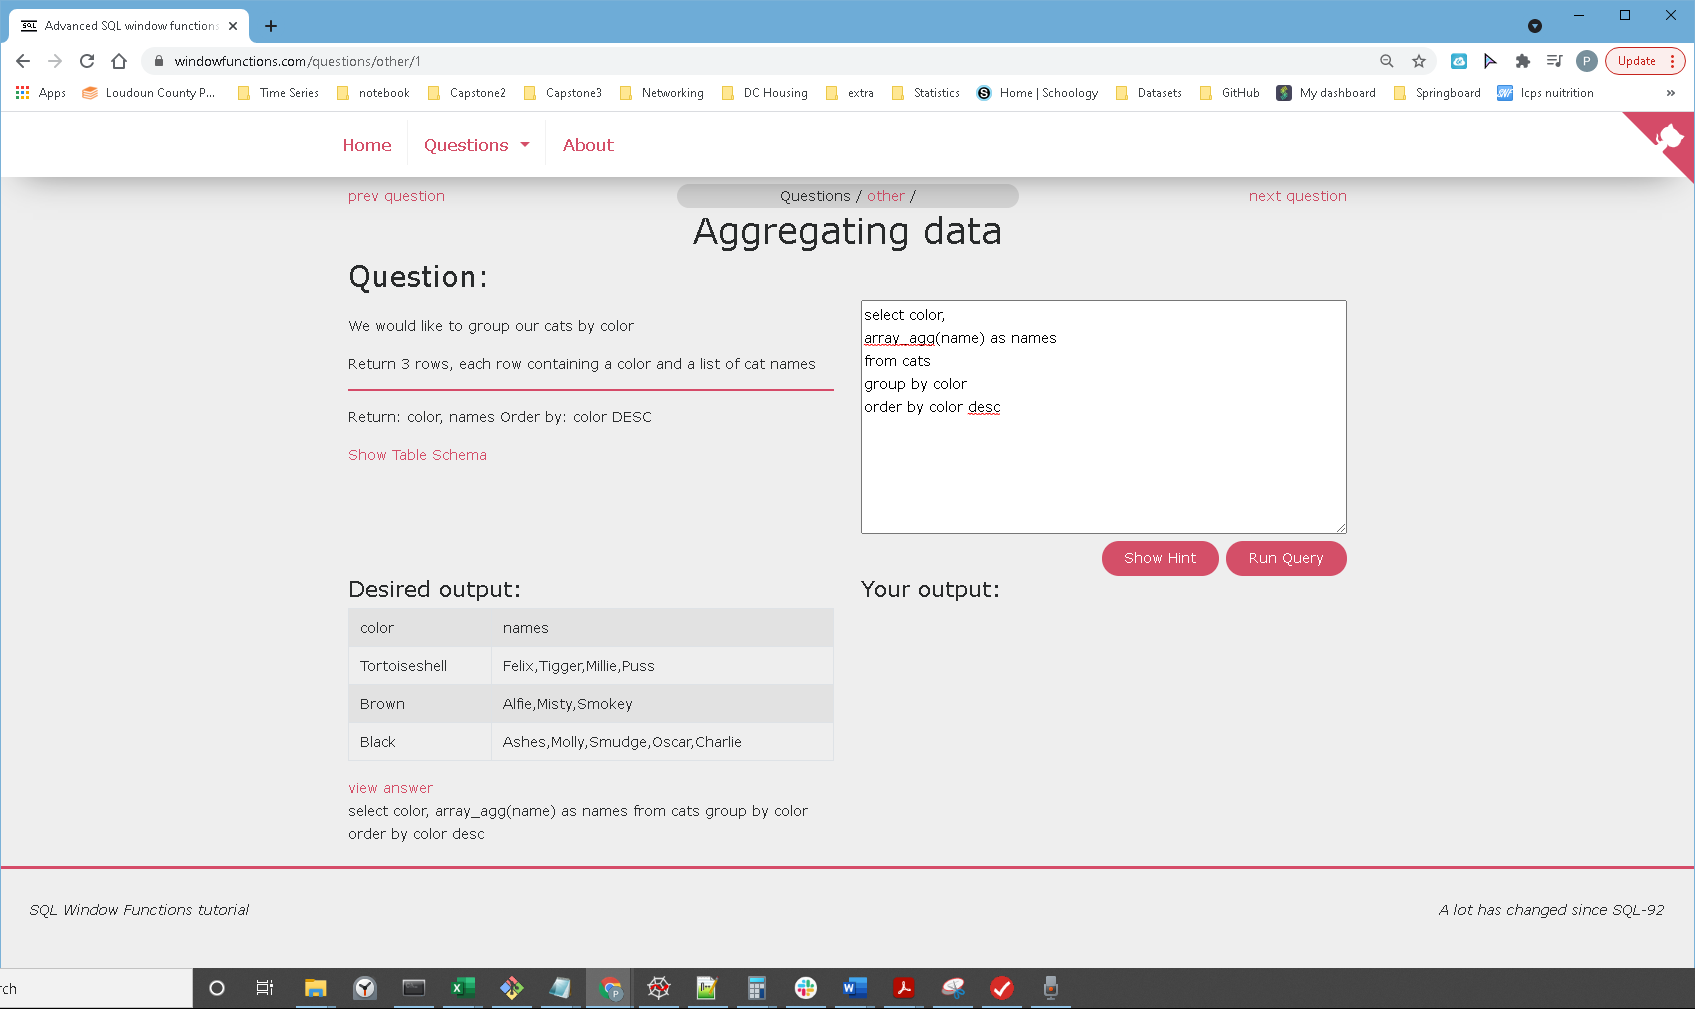 SQL Advanced SQL window functions
windowfunctions.com/questions/other/1
P
Update
Apps
Loudoun County P...
Time Series
notebook
Capstone2
Capstone3
Networking
DC Housing
extra
Statistics
Home | Schoology
Datasets
GitHub
My dashboard
Springboard
lcps nuitrition
»
Home
Questions
About
prev question
Questions / other /
next question
Aggregating data
Question:
We would like to group our cats by color
Return 3 rows, each row containing a color and a list of cat names
Return: color, names Order by: color DESC
Show Table Schema
select color,
array_agg(name) as names
from cats
group by color
order by color desc
Show Hint
Run Query
Desired output:
color names
Tortoiseshell Felix,Tigger,Millie,Puss
Brown Alfie,Misty,Smokey
Black Ashes,Molly,Smudge,Oscar,Charlie
Your output:
view answer
select color, array_agg(name) as names from cats group by color
order by color desc
SQL Window Functions tutorial
A lot has changed since SQL-92
rch